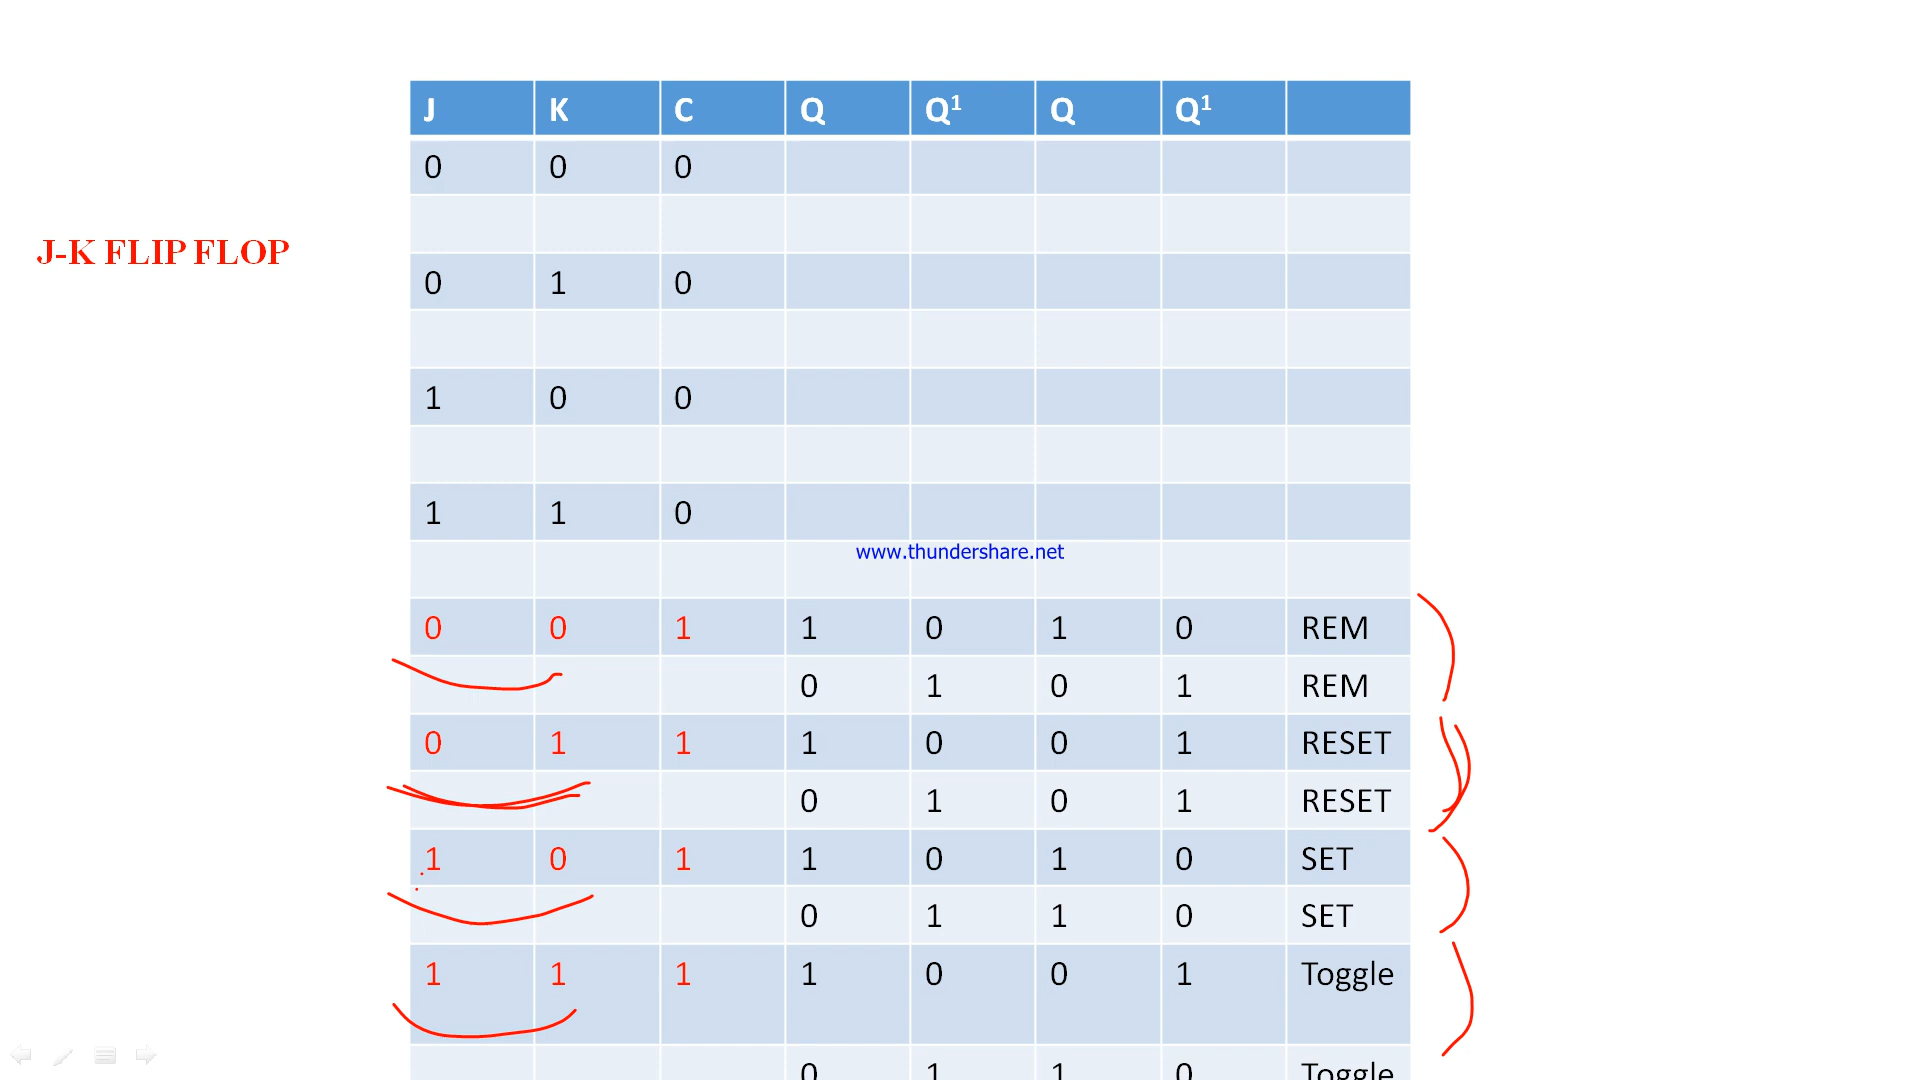 J K C Q Q¹ Q Q¹
0 0 0
J-K FLIP FLOP
0 1 0
1 0 0
1 1 0
www.thundershare.net
0 0 1 1 0 1 0 REM
0 1 0 1 REM
0 1 1 1 0 0 1 RESET
0 1 0 1 RESET
1 0 1 1 0 1 0 SET
0 1 1 0 SET
1 1 1 1 0 0 1 Toggle
0 1 1 0 Toggle